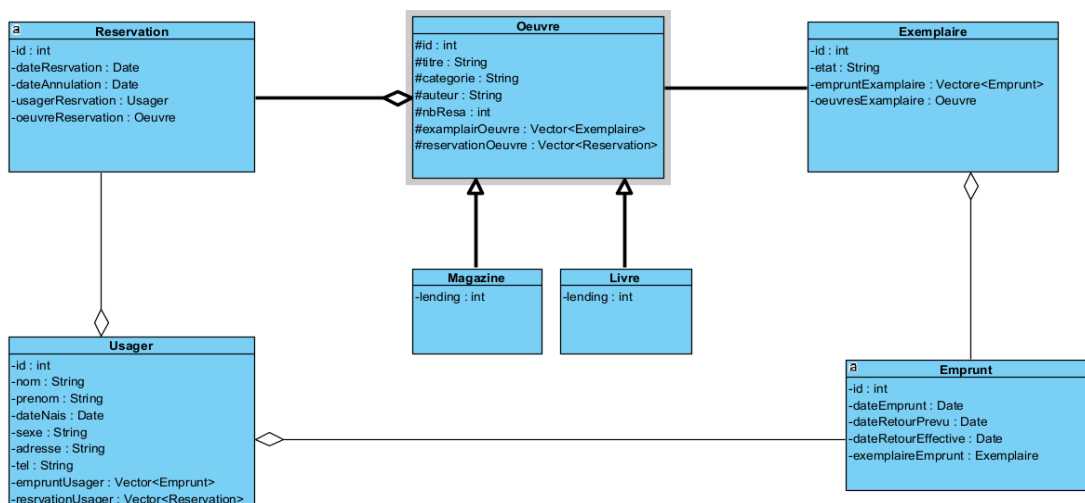 a
Reservation
-id : int
-dateResrvation : Date
-dateAnnulation : Date
-usagerResrvation : Usager
-oeuvreReservation : Oeuvre
Oeuvre
#id : int
#titre : String
#categorie : String
#auteur : String
#nbResa : int
#examplairOeuvre : Vector<Exemplaire>
#reservationOeuvre : Vector<Reservation>
Exemplaire
-id : int
-etat : String
-empruntExamplaire : Vectore<Emprunt>
-oeuvresExamplaire : Oeuvre
Magazine
-lending : int
Livre
-lending : int
Usager
-id : int
-nom : String
-prenom : String
-dateNais : Date
-sexe : String
-adresse : String
-tel : String
-empruntUsager : Vector<Emprunt>
-resrvationUsager : Vector<Reservation>
a
Emprunt
-id : int
-dateEmprunt : Date
-dateRetourPrevu : Date
-dateRetourEffective : Date
-exemplaireEmprunt : Exemplaire